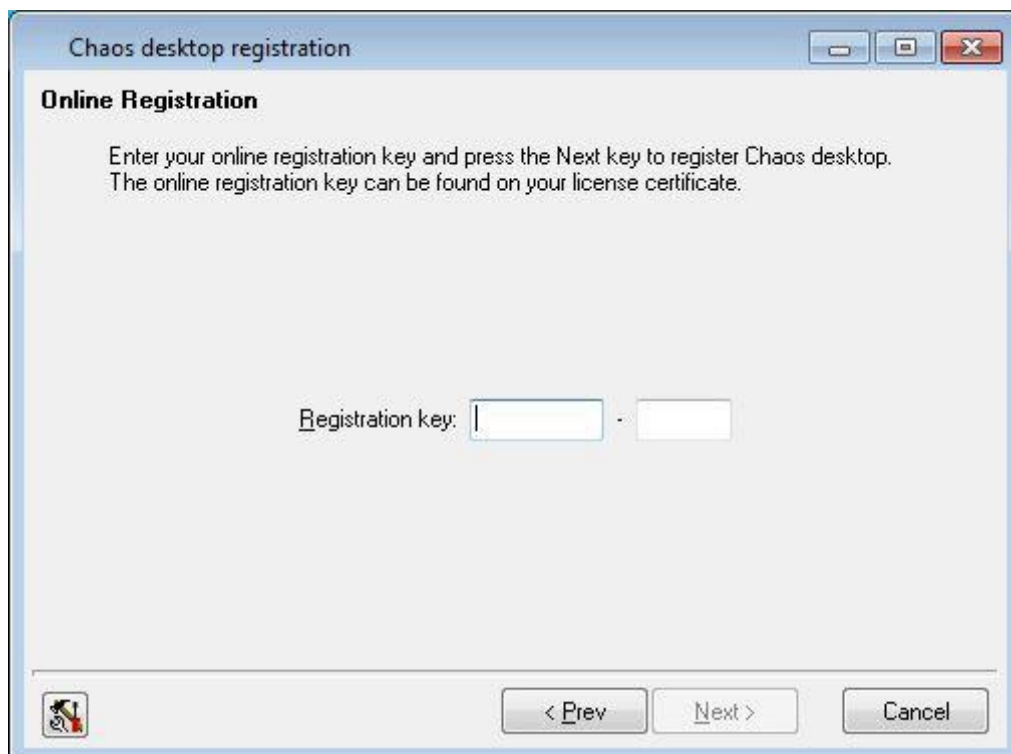 Chaos desktop registration
Online Registration
Enter your online registration key and press the Next key to register Chaos desktop.
The online registration key can be found on your license certificate.
Registration key: -
< Prev Next > Cancel